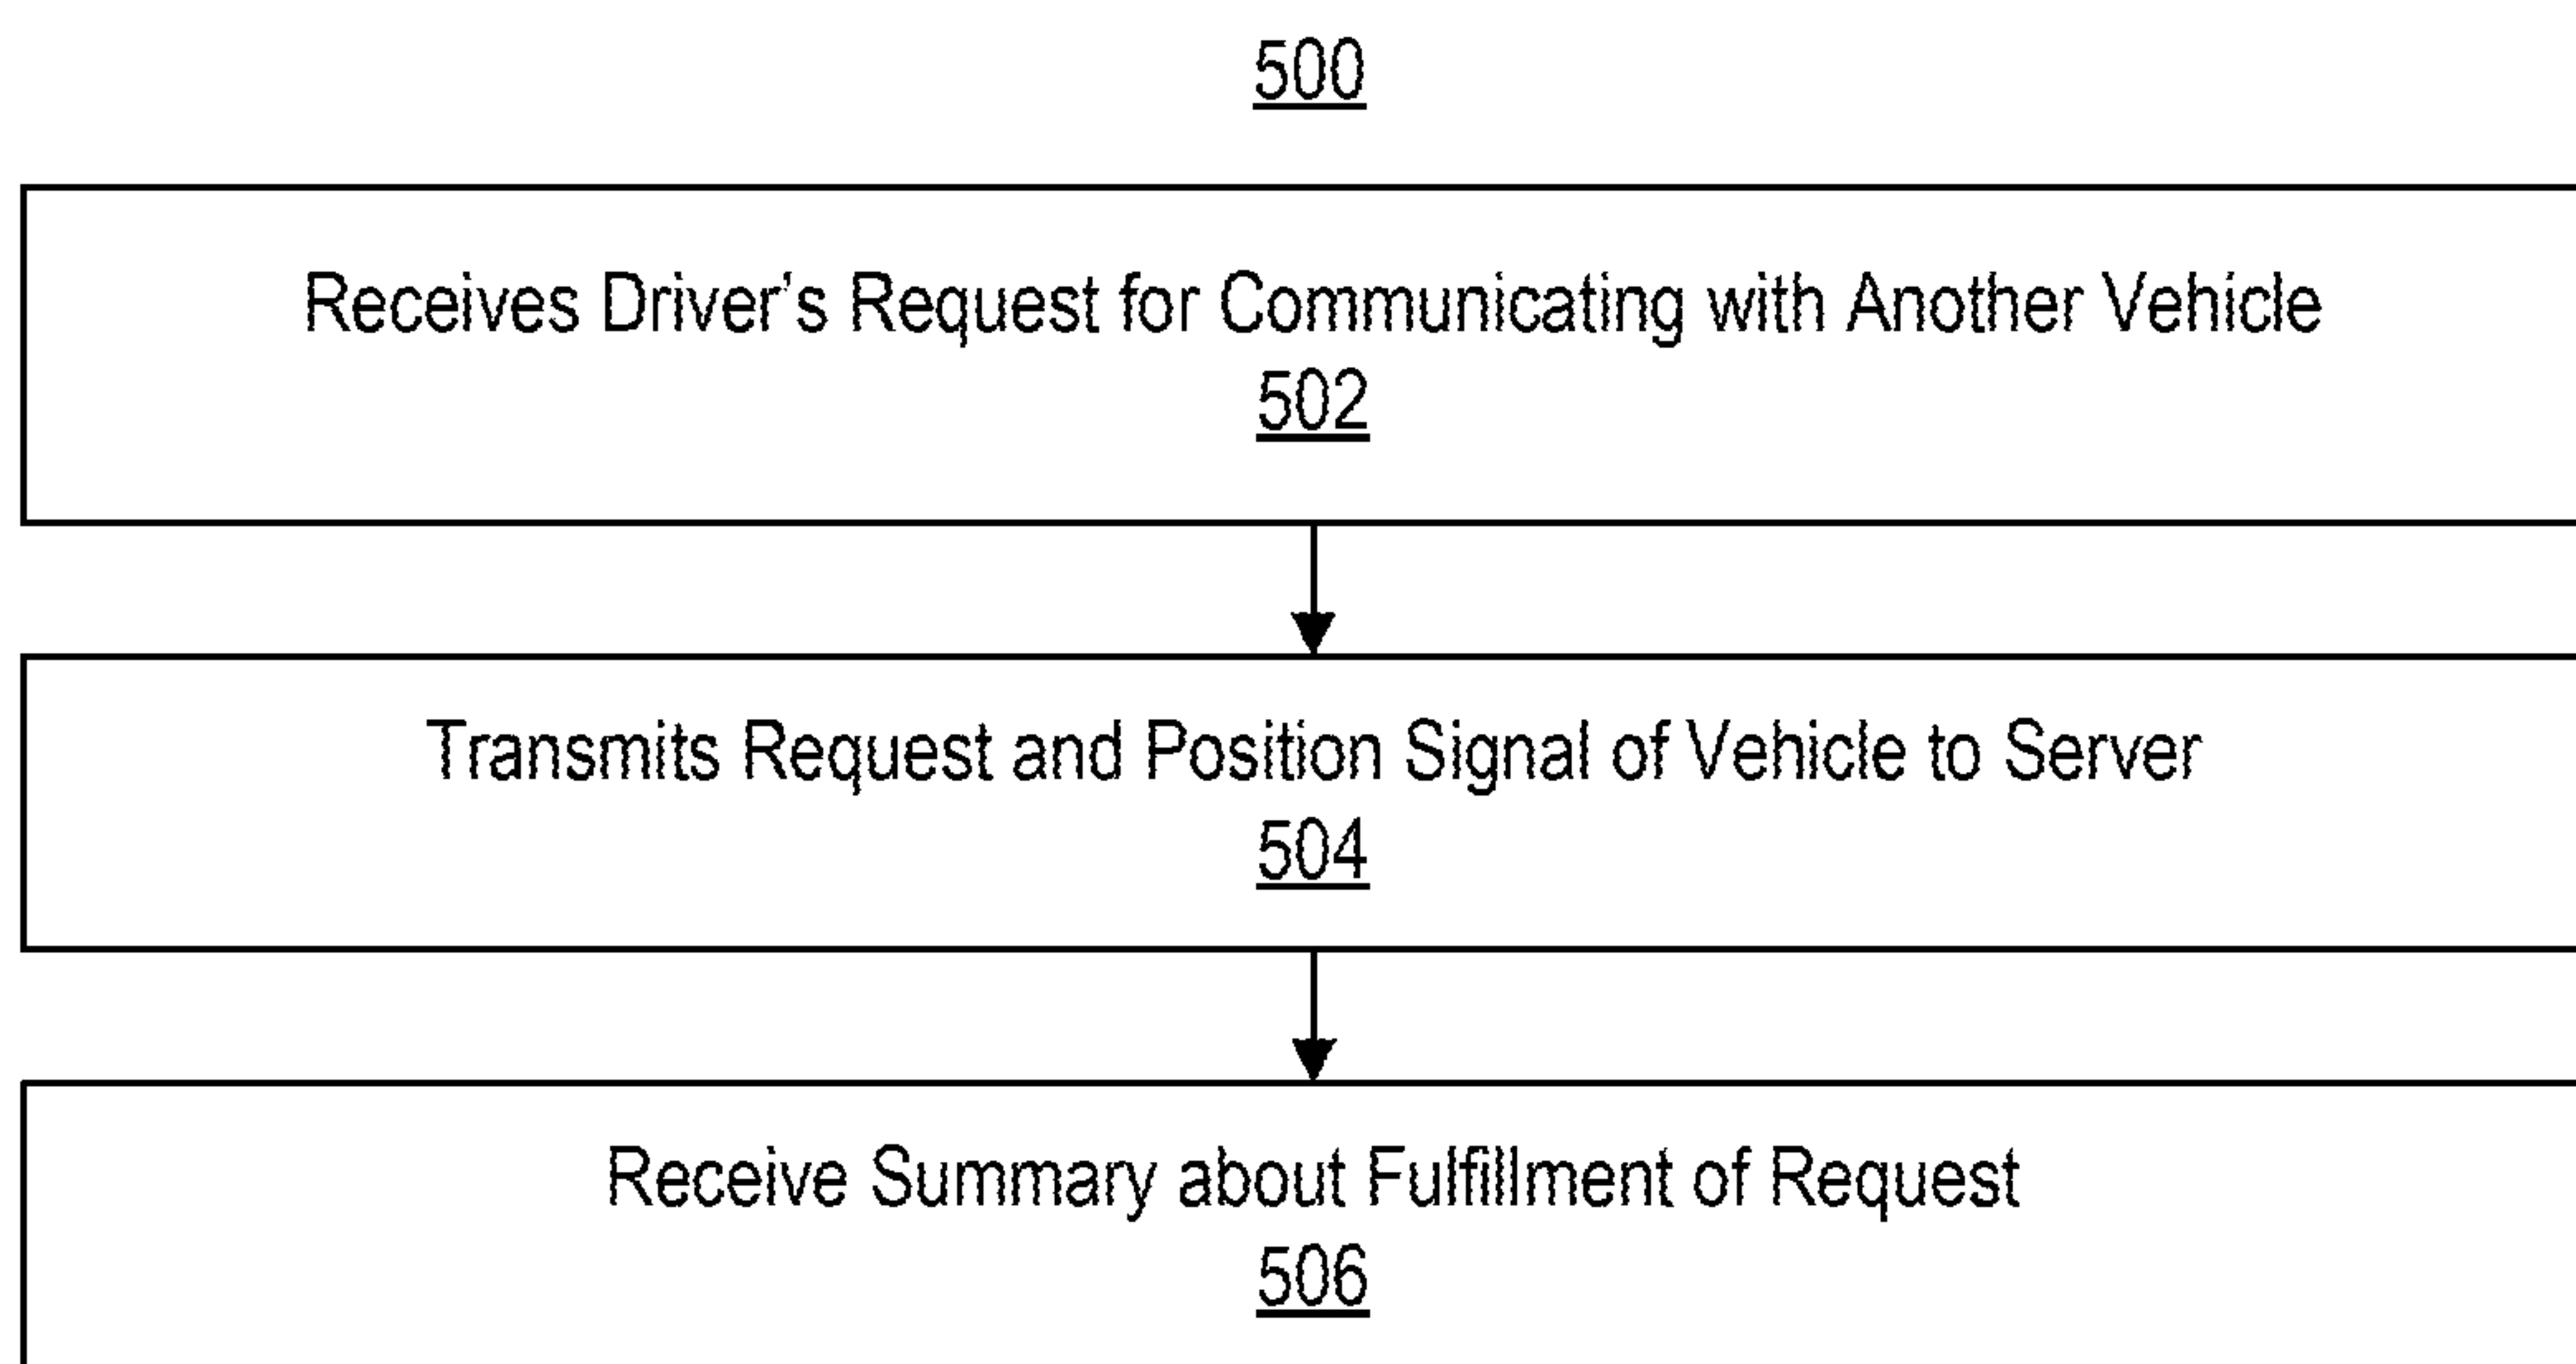 500
Receives Driver's Request for Communicating with Another Vehicle
502
Transmits Request and Position Signal of Vehicle to Server
504
Receive Summary about Fulfillment of Request
506